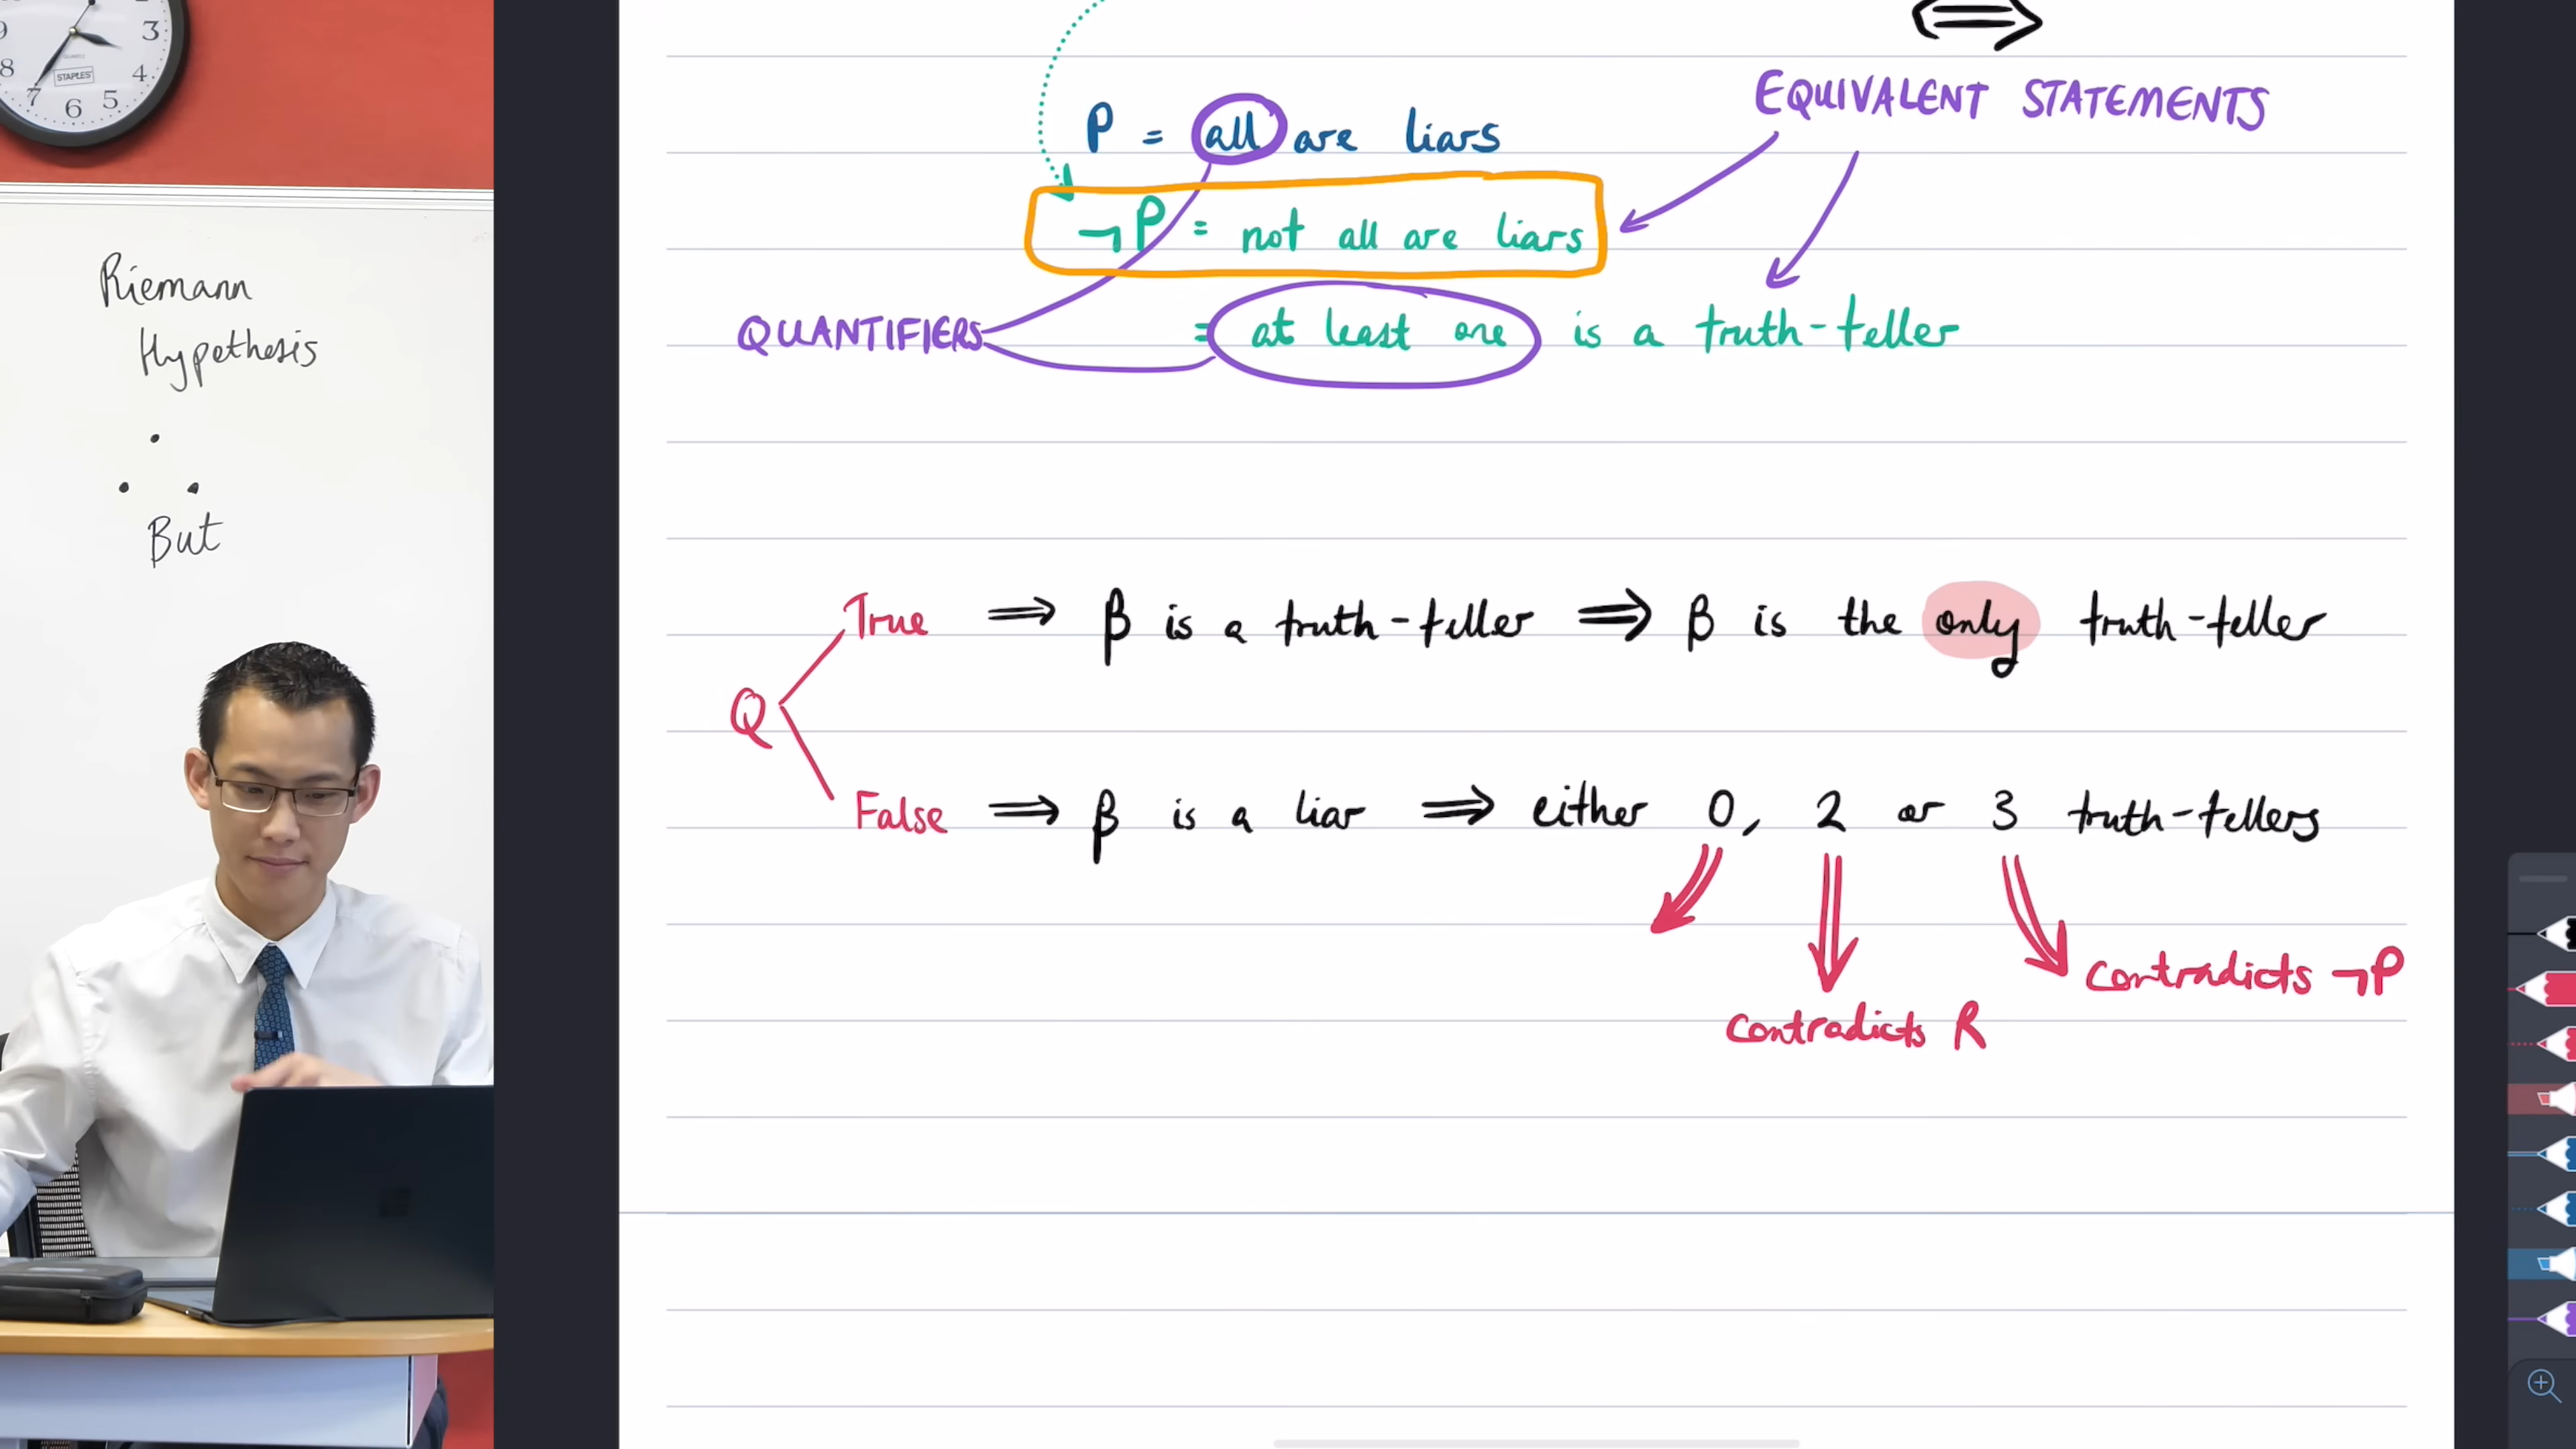 3
8
STAPLES
4
7
6
5
Riemann
Hypothesis
But
⟺
EQUIVALENT STATEMENTS
P = all are liars
¬P = not all are liars
QUANTIFIERS
= at least one is a truth-teller
True ⟹ β is a truth-teller ⟹ β is the only truth-teller
Q
False ⟹ β is a liar ⟹ either 0, 2 or 3 truth-tellers
contradicts ¬P
contradicts R